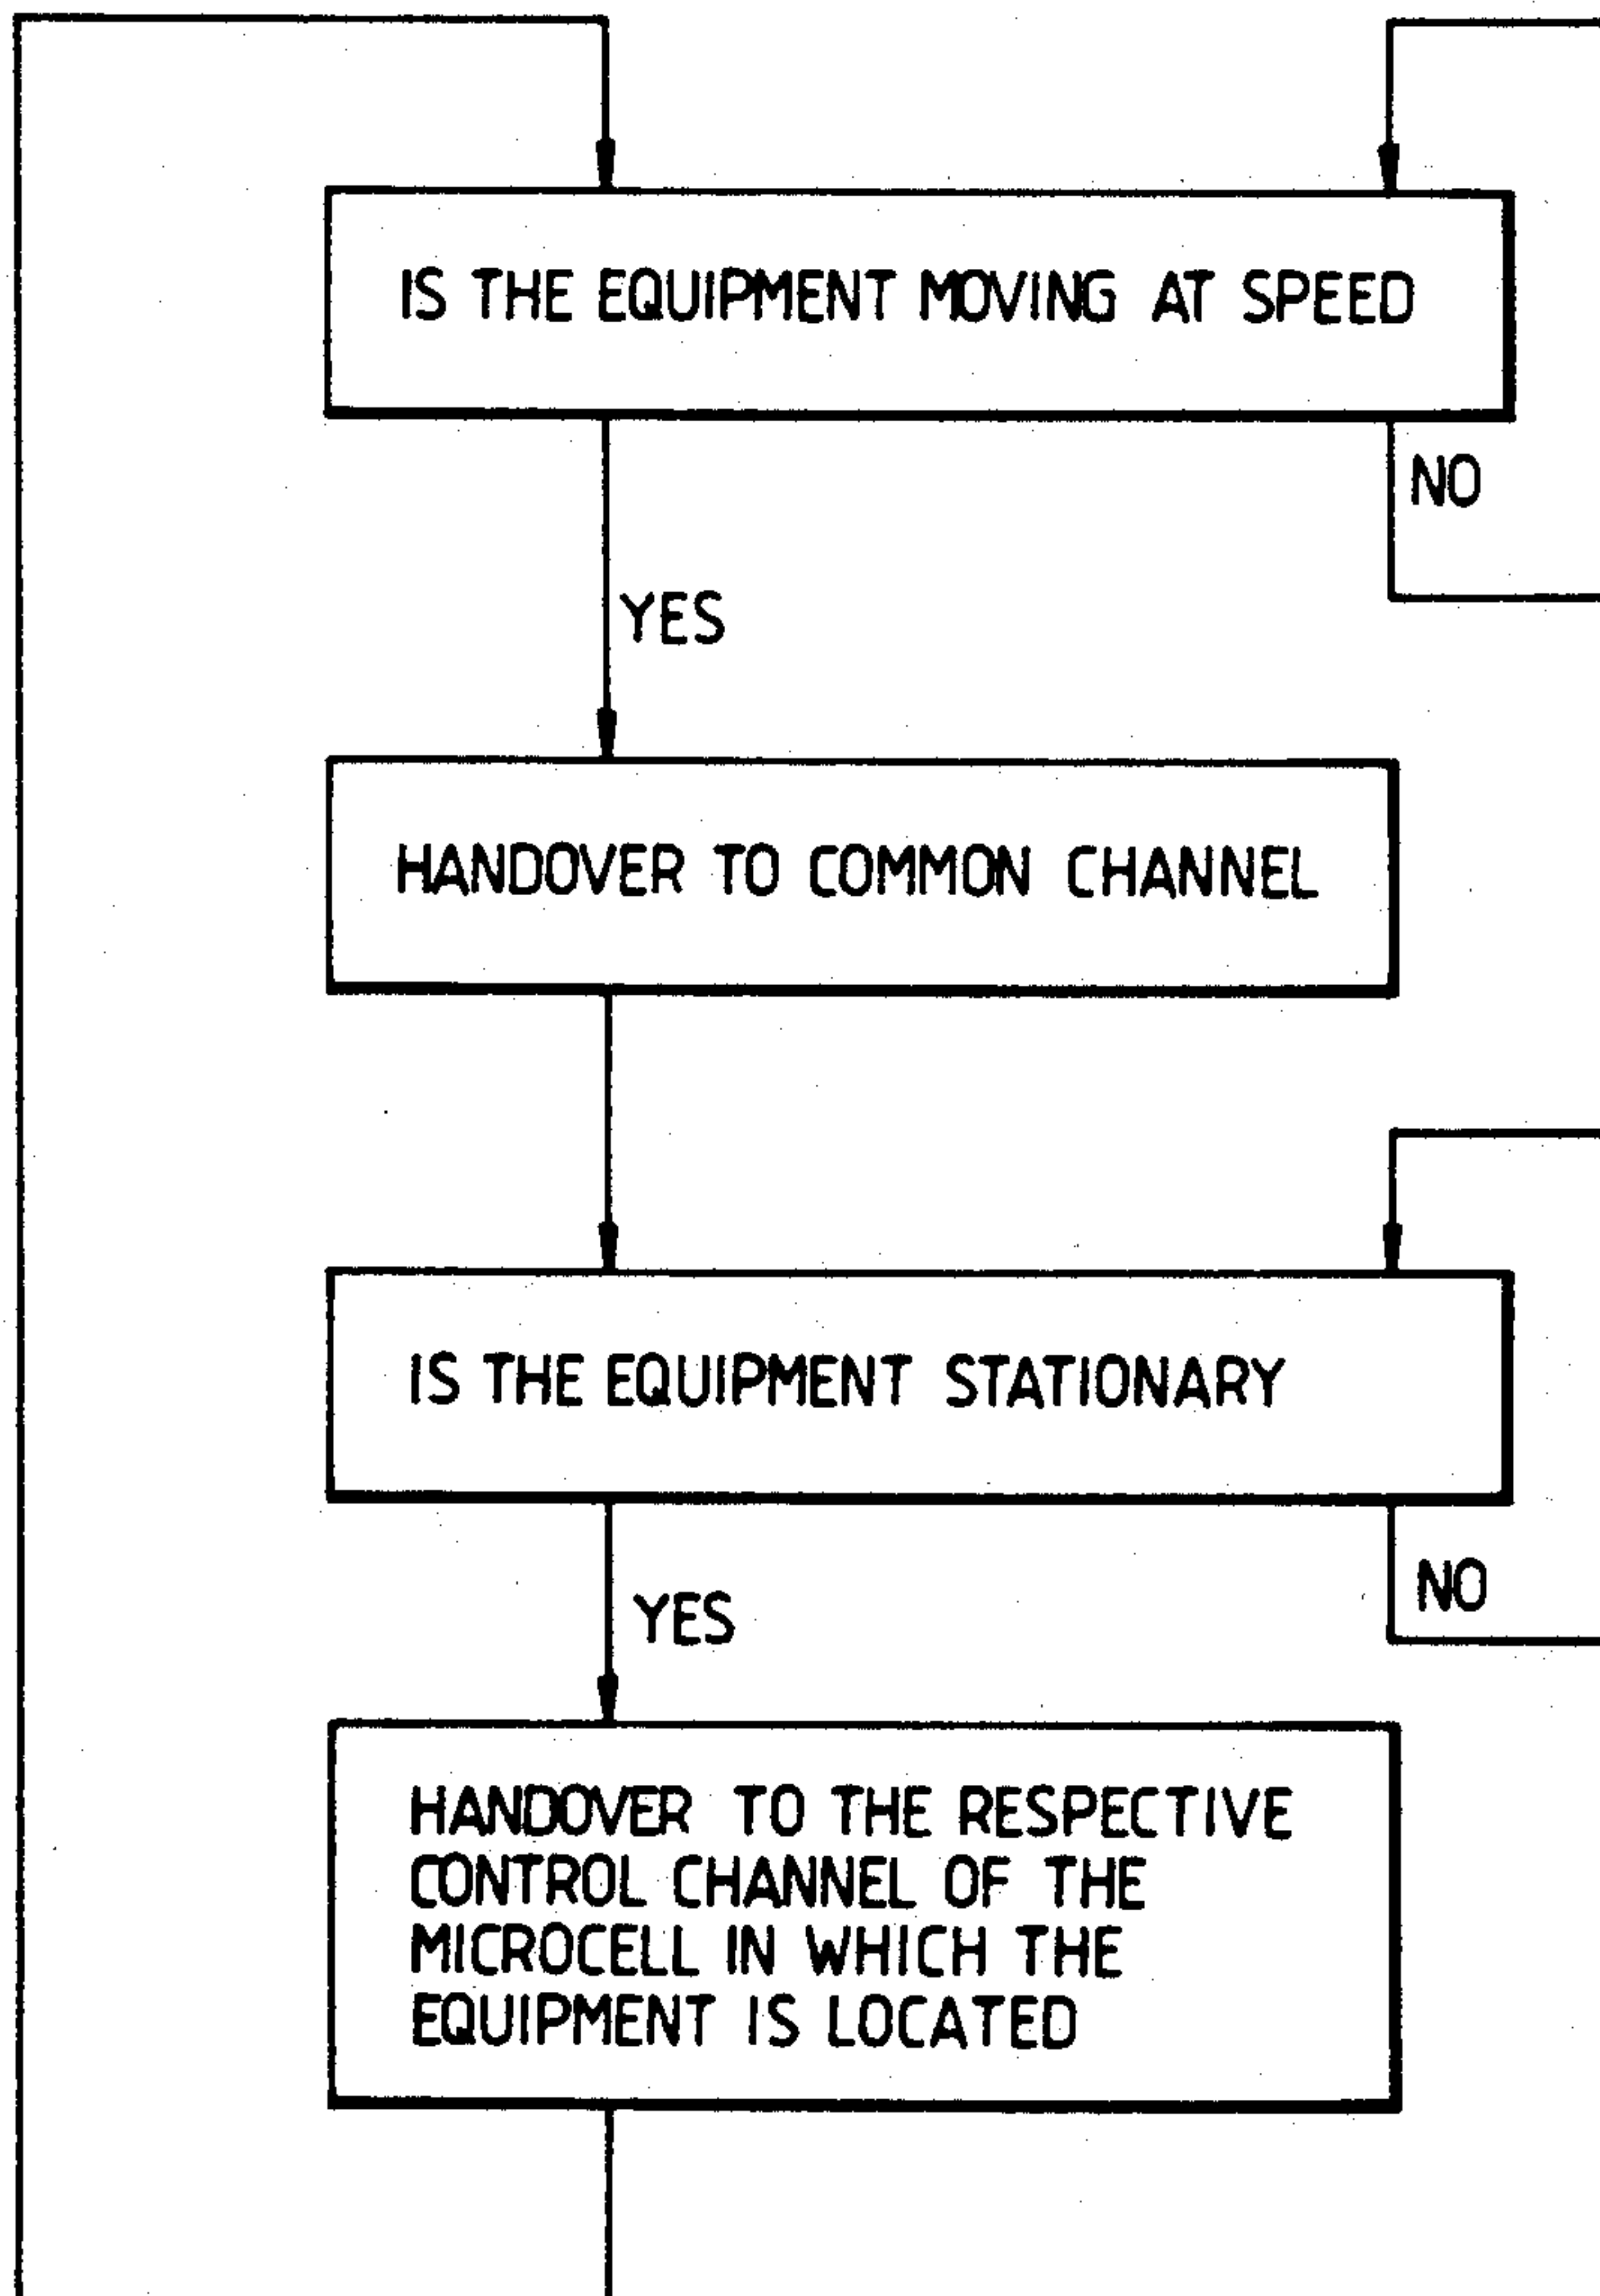 IS THE EQUIPMENT MOVING AT SPEED
NO
YES
HANDOVER TO COMMON CHANNEL
IS THE EQUIPMENT STATIONARY
NO
YES
HANDOVER TO THE RESPECTIVE
CONTROL CHANNEL OF THE
MICROCELL IN WHICH THE
EQUIPMENT IS LOCATED